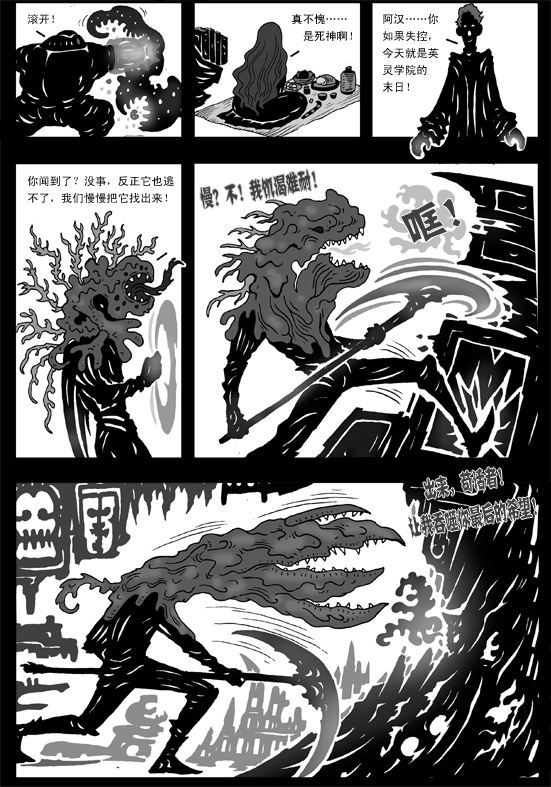 滚开！
真不愧……
是死神啊！
阿汉……你
如果失控，
今天就是英
灵学院的
末日！
你闻到了？没事，反正它也逃
不了，我们慢慢把它找出来！
慢？不！我饥渴难耐！
哐！
出来，苟活者！
让我吞噬你最后的希望！